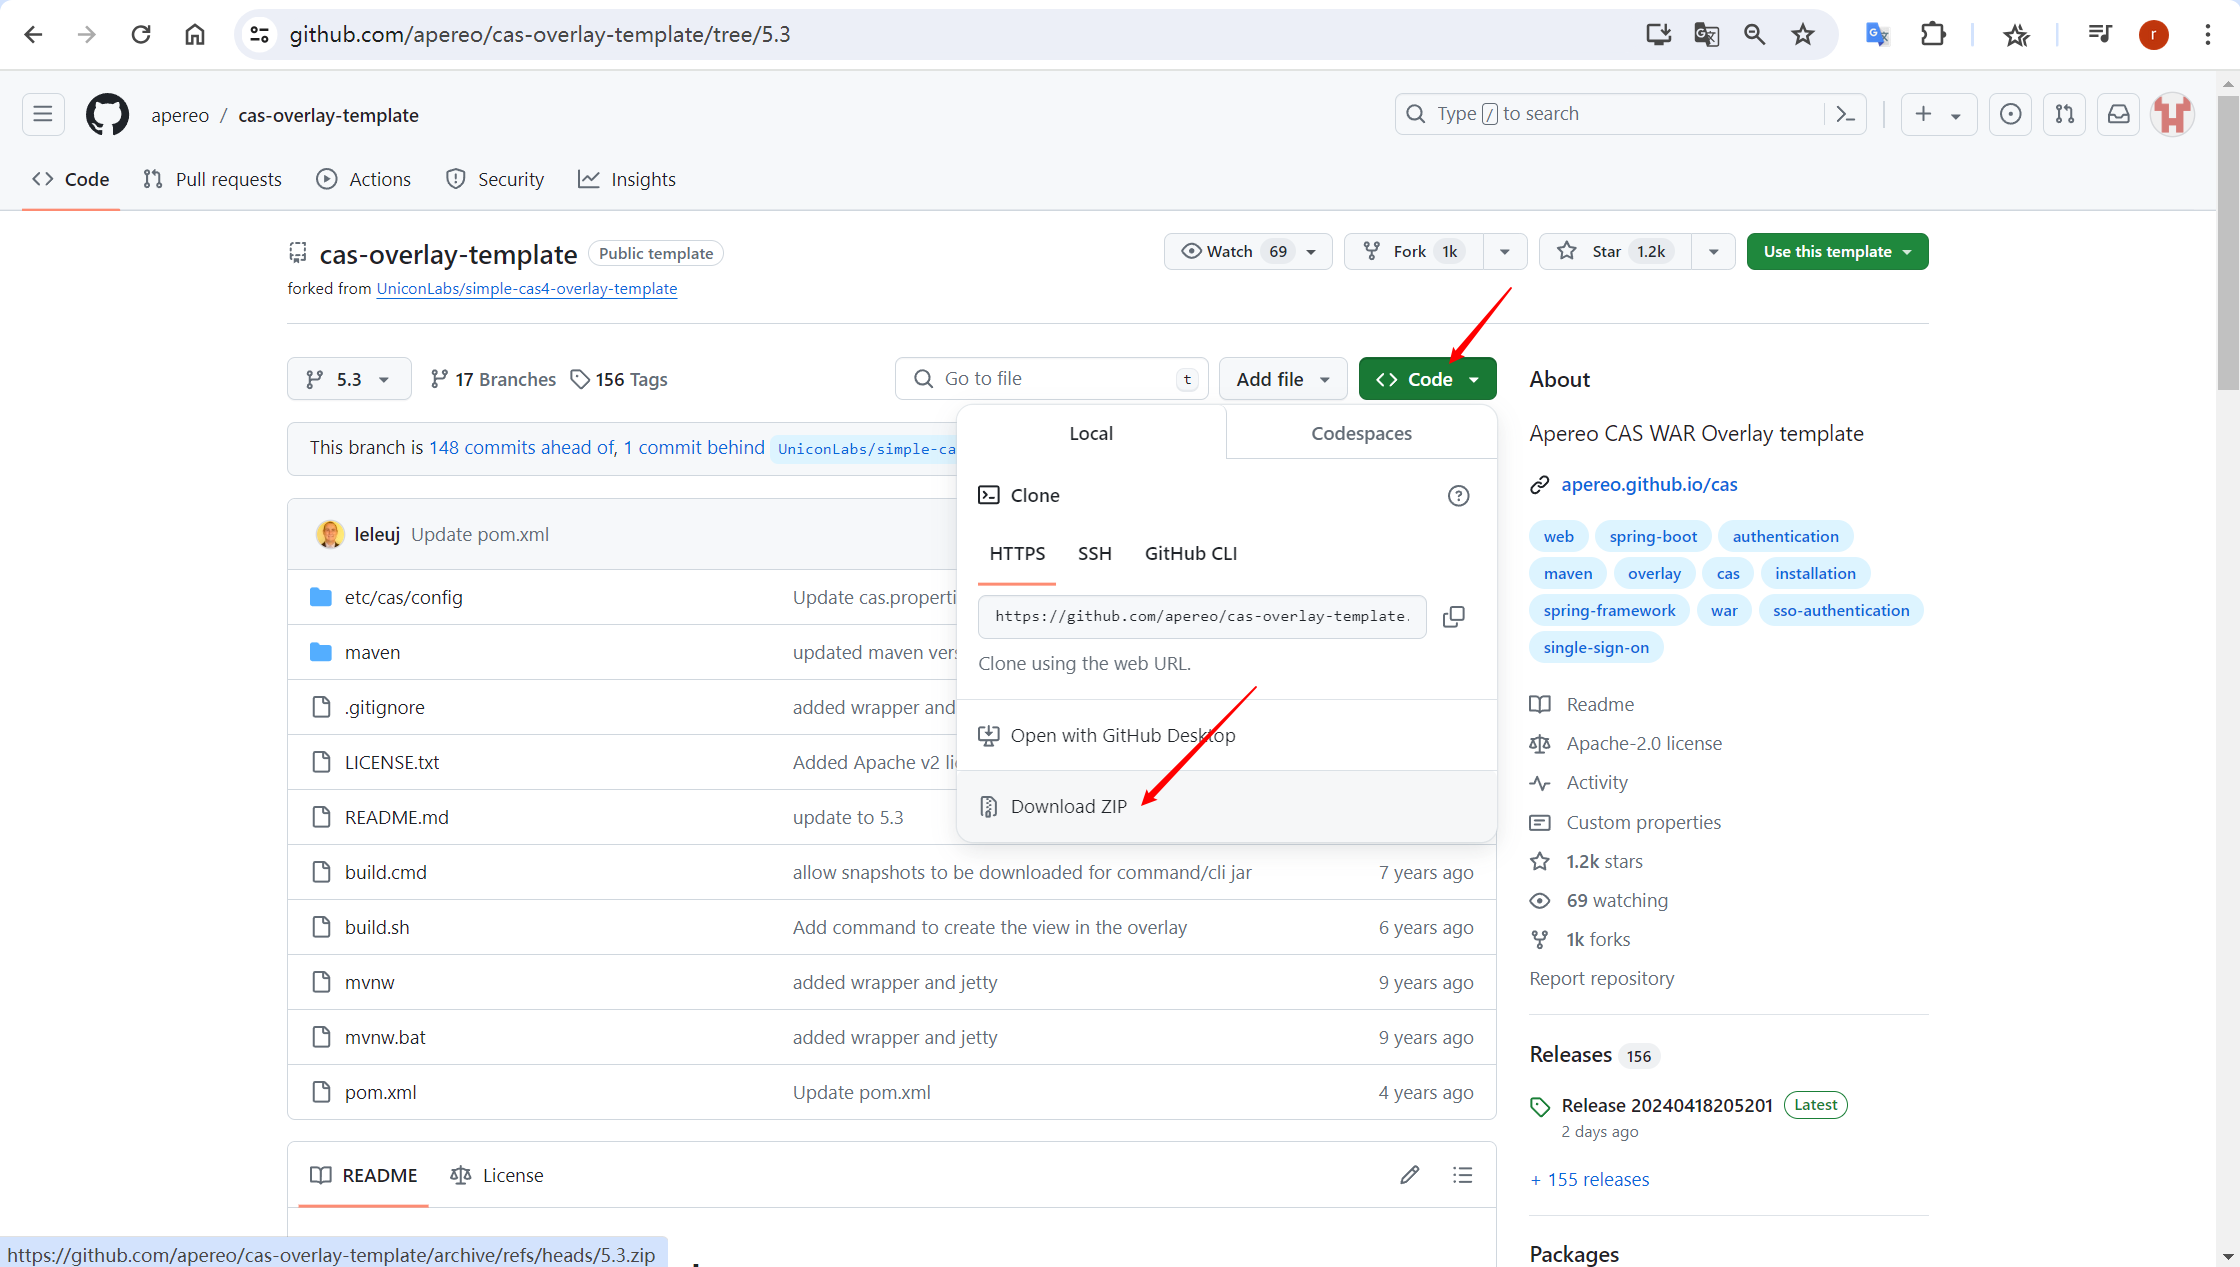 github.com/apereo/cas-overlay-template/tree/5.3
r
apereo / cas-overlay-template
Type / to search
Code
Pull requests
Actions
Security
Insights
cas-overlay-template Public template
Watch 69
Fork 1k
Star 1.2k
Use this template
forked from UniconLabs/simple-cas4-overlay-template
5.3
17 Branches
156 Tags
Go to file t
Add file
Code
This branch is 148 commits ahead of, 1 commit behind UniconLabs/simple-ca
leleuj Update pom.xml
etc/cas/config Update cas.properti
maven updated maven ver
.gitignore added wrapper and
LICENSE.txt Added Apache v2 li
README.md update to 5.3
build.cmd allow snapshots to be downloaded for command/cli jar 7 years ago
build.sh Add command to create the view in the overlay 6 years ago
mvnw added wrapper and jetty 9 years ago
mvnw.bat added wrapper and jetty 9 years ago
pom.xml Update pom.xml 4 years ago
Local
Codespaces
Clone
HTTPS SSH GitHub CLI
https://github.com/apereo/cas-overlay-template.
Clone using the web URL.
Open with GitHub Desktop
Download ZIP
README
License
About
Apereo CAS WAR Overlay template
apereo.github.io/cas
web spring-boot authentication
maven overlay cas installation
spring-framework war sso-authentication
single-sign-on
Readme
Apache-2.0 license
Activity
Custom properties
1.2k stars
69 watching
1k forks
Report repository
Releases 156
Release 20240418205201 Latest
2 days ago
+ 155 releases
Packages
https://github.com/apereo/cas-overlay-template/archive/refs/heads/5.3.zip